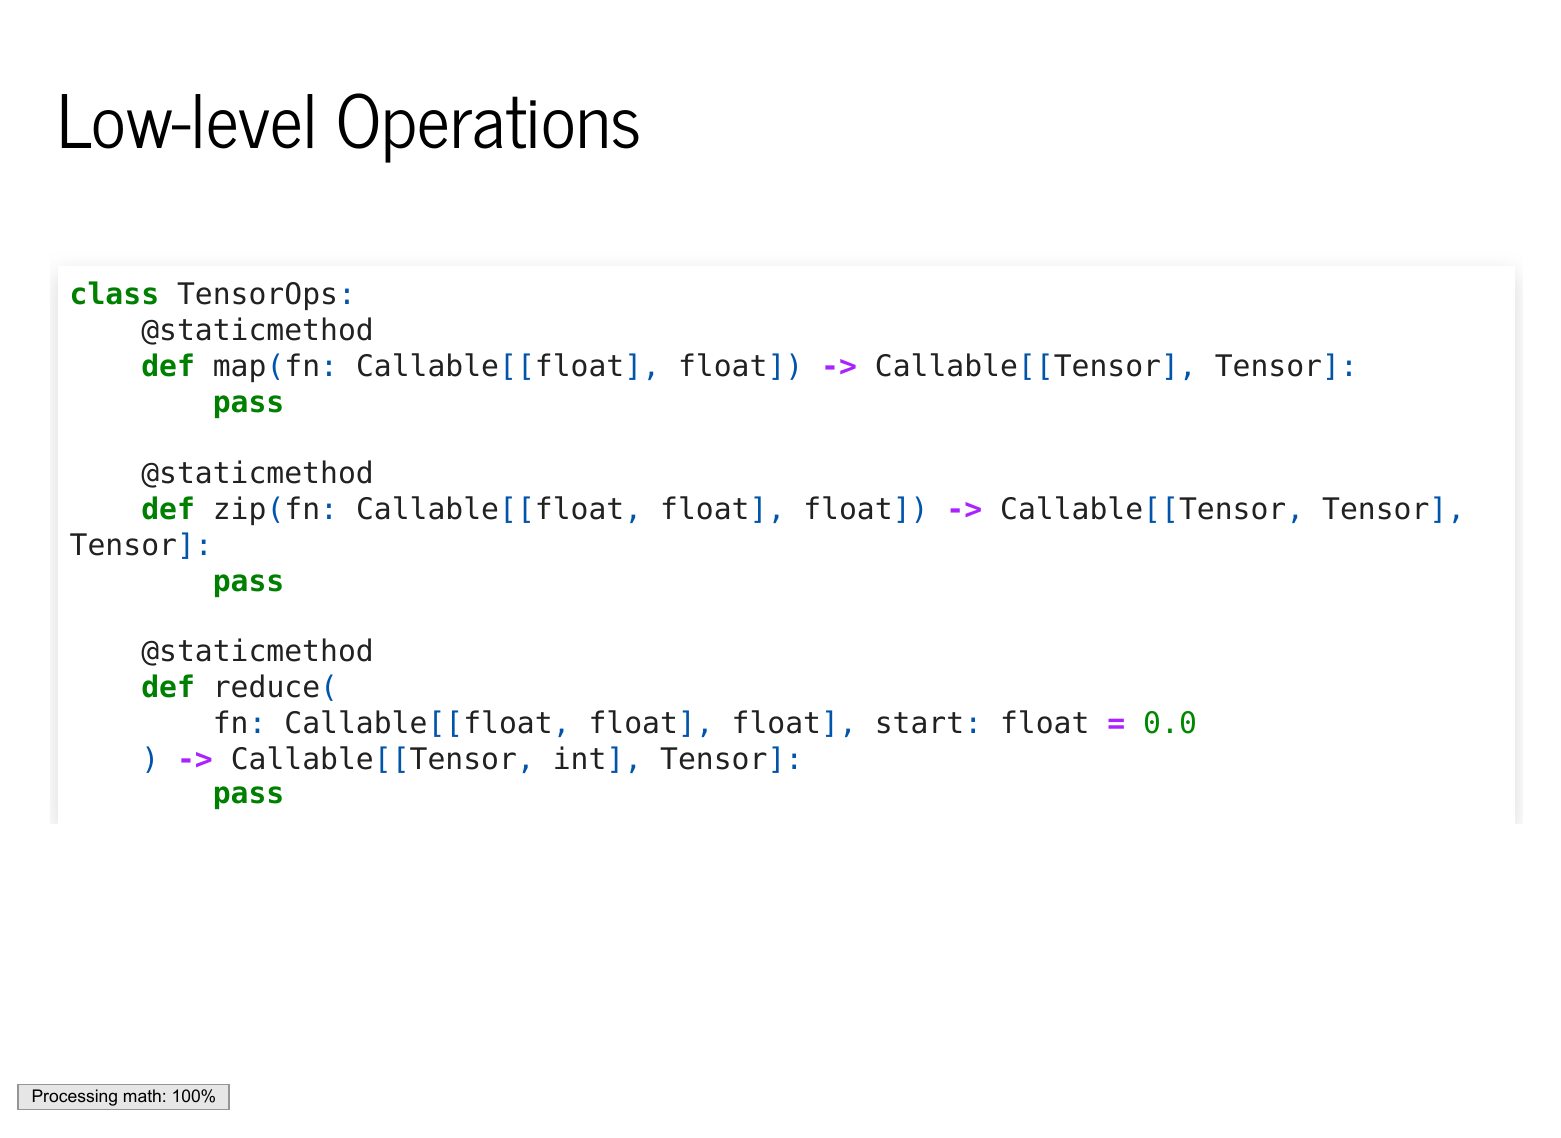 Low-level Operations
class TensorOps:
    @staticmethod
    def map(fn: Callable[[float], float]) -> Callable[[Tensor], Tensor]:
        pass

    @staticmethod
    def zip(fn: Callable[[float, float], float]) -> Callable[[Tensor, Tensor],
Tensor]:
        pass

    @staticmethod
    def reduce(
        fn: Callable[[float, float], float], start: float = 0.0
    ) -> Callable[[Tensor, int], Tensor]:
        pass
Processing math: 100%